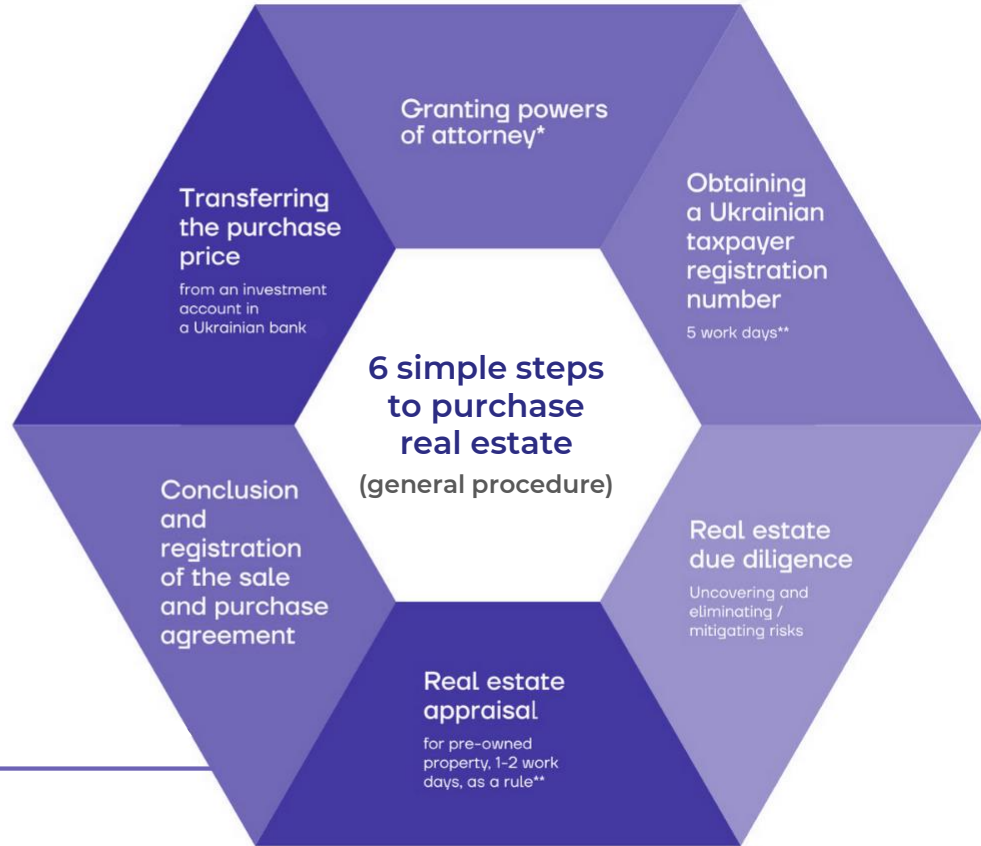 6 simple steps
to purchase
real estate
(general procedure)
Granting powers
of attorney*
Obtaining
a Ukrainian
taxpayer
registration
number
5 work days**
Real estate
due diligence
Uncovering and
eliminating /
mitigating risks
Real estate
appraisal
for pre-owned
property, 1-2 work
days, as a rule**
Conclusion
and
registration
of the sale
and purchase
agreement
Transferring
the purchase
price
from an investment
account in
a Ukrainian bank